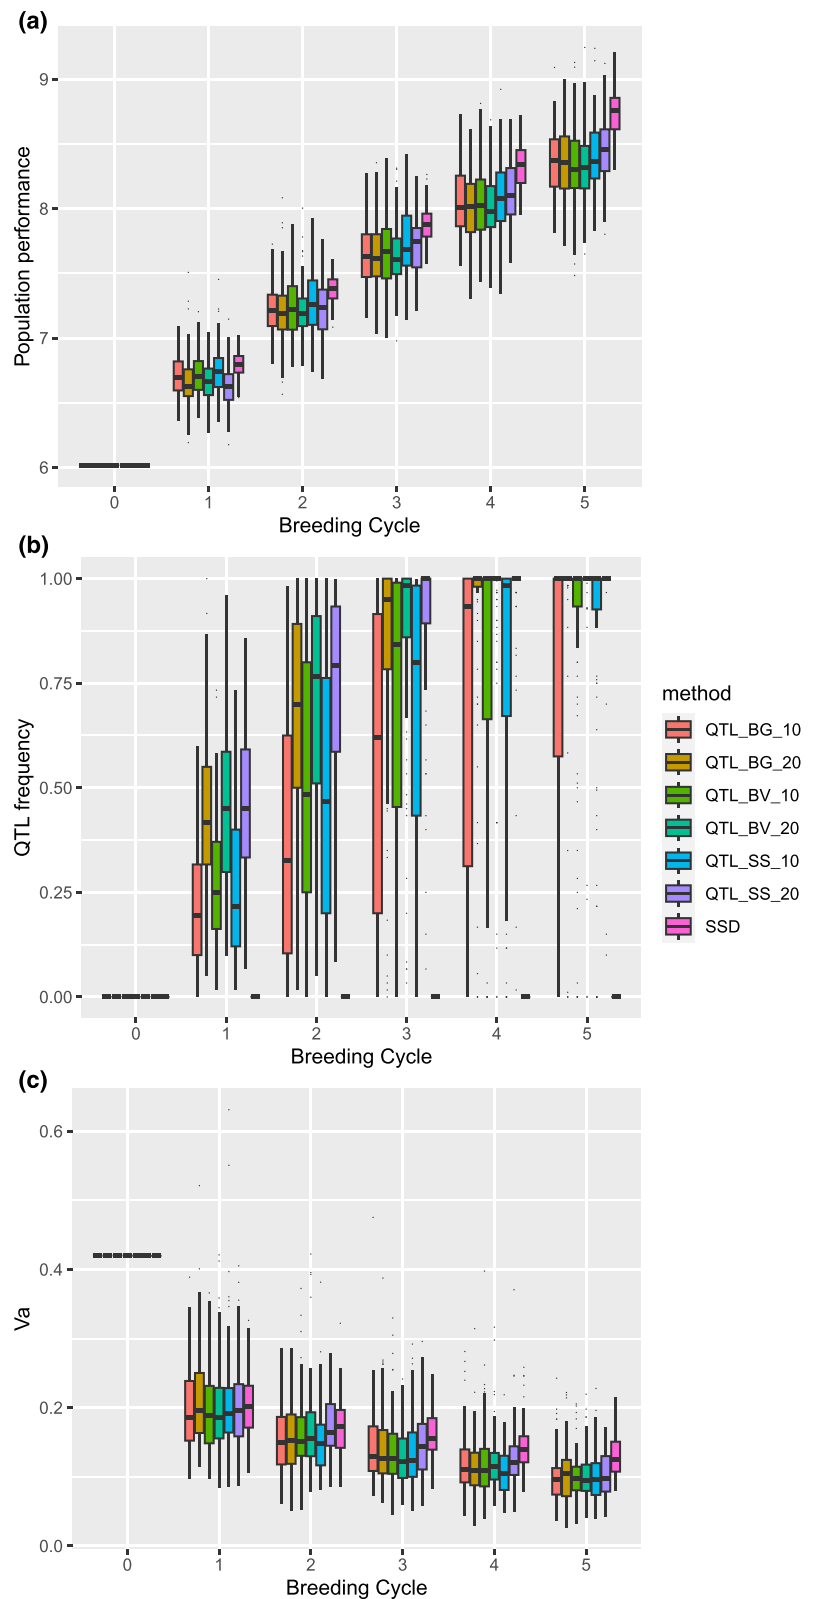 (a)
9
8
7
6
Population performance
0 1 2 3 4 5
Breeding Cycle
(b)
1.00
0.75
0.50
0.25
0.00
QTL frequency
0 1 2 3 4 5
Breeding Cycle
method
QTL_BG_10
QTL_BG_20
QTL_BV_10
QTL_BV_20
QTL_SS_10
QTL_SS_20
SSD
(c)
0.6
0.4
0.2
0.0
Va
0 1 2 3 4 5
Breeding Cycle